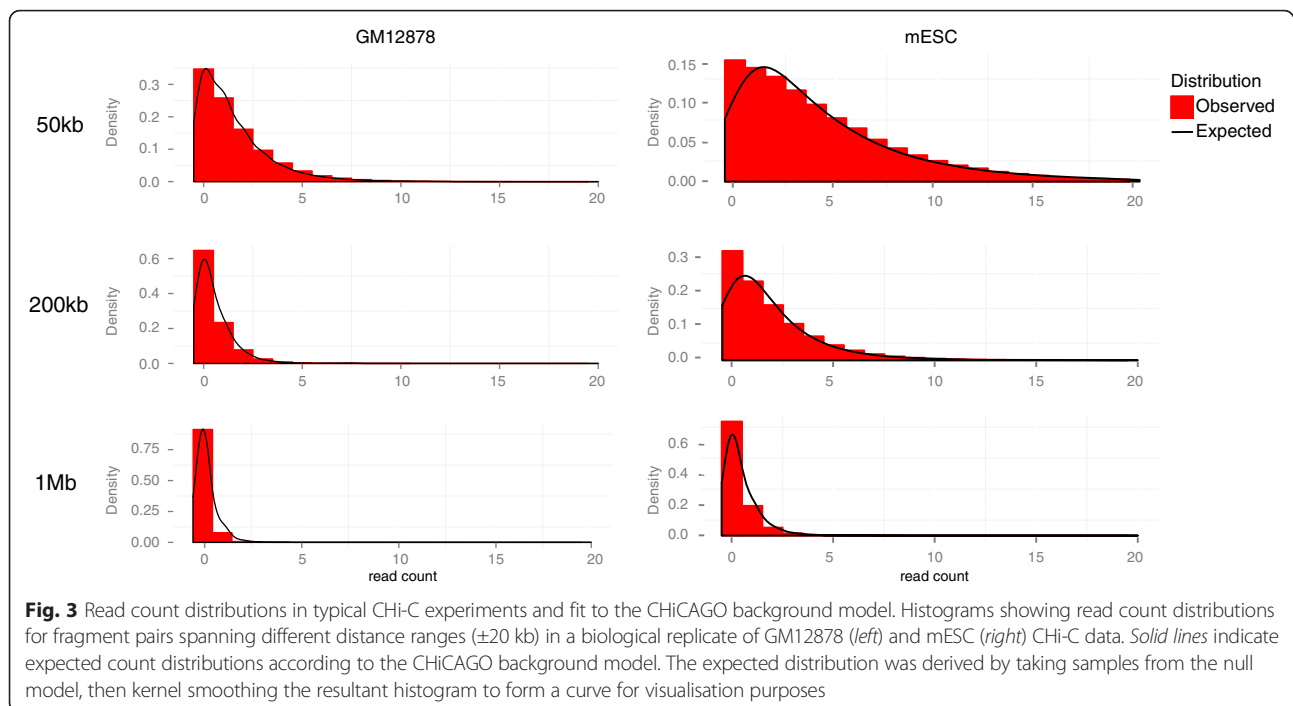 GM12878
mESC
50kb
Density
0.3
0.2
0.1
0.0
0
5
10
15
20
Density
0.15
0.10
0.05
0.00
0
5
10
15
20
Distribution
Observed
Expected
200kb
Density
0.6
0.4
0.2
0.0
0
5
10
15
20
Density
0.3
0.2
0.1
0.0
0
5
10
15
20
1Mb
Density
0.75
0.50
0.25
0.00
0
5
10
15
20
read count
Density
0.6
0.4
0.2
0.0
0
5
10
15
20
read count
Fig. 3 Read count distributions in typical CHi-C experiments and fit to the CHiCAGO background model. Histograms showing read count distributions
for fragment pairs spanning different distance ranges (±20 kb) in a biological replicate of GM12878 (left) and mESC (right) CHi-C data. Solid lines indicate
expected count distributions according to the CHiCAGO background model. The expected distribution was derived by taking samples from the null
model, then kernel smoothing the resultant histogram to form a curve for visualisation purposes